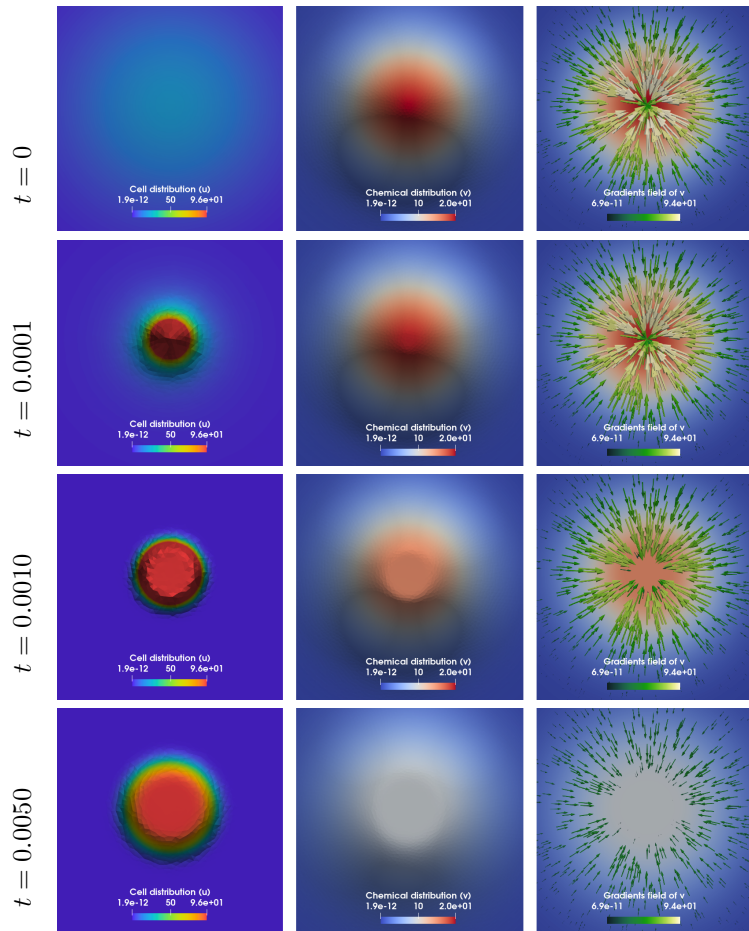 t = 0
Cell distribution (u)
1.9e-12 50 9.6e+01
Chemical distribution (v)
1.9e-12 10 2.0e+01
Gradients field of v
6.9e-11 9.4e+01
t = 0.0001
Cell distribution (u)
1.9e-12 50 9.6e+01
Chemical distribution (v)
1.9e-12 10 2.0e+01
Gradients field of v
6.9e-11 9.4e+01
t = 0.0010
Cell distribution (u)
1.9e-12 50 9.6e+01
Chemical distribution (v)
1.9e-12 10 2.0e+01
Gradients field of v
6.9e-11 9.4e+01
t = 0.0050
Cell distribution (u)
1.9e-12 50 9.6e+01
Chemical distribution (v)
1.9e-12 10 2.0e+01
Gradients field of v
6.9e-11 9.4e+01